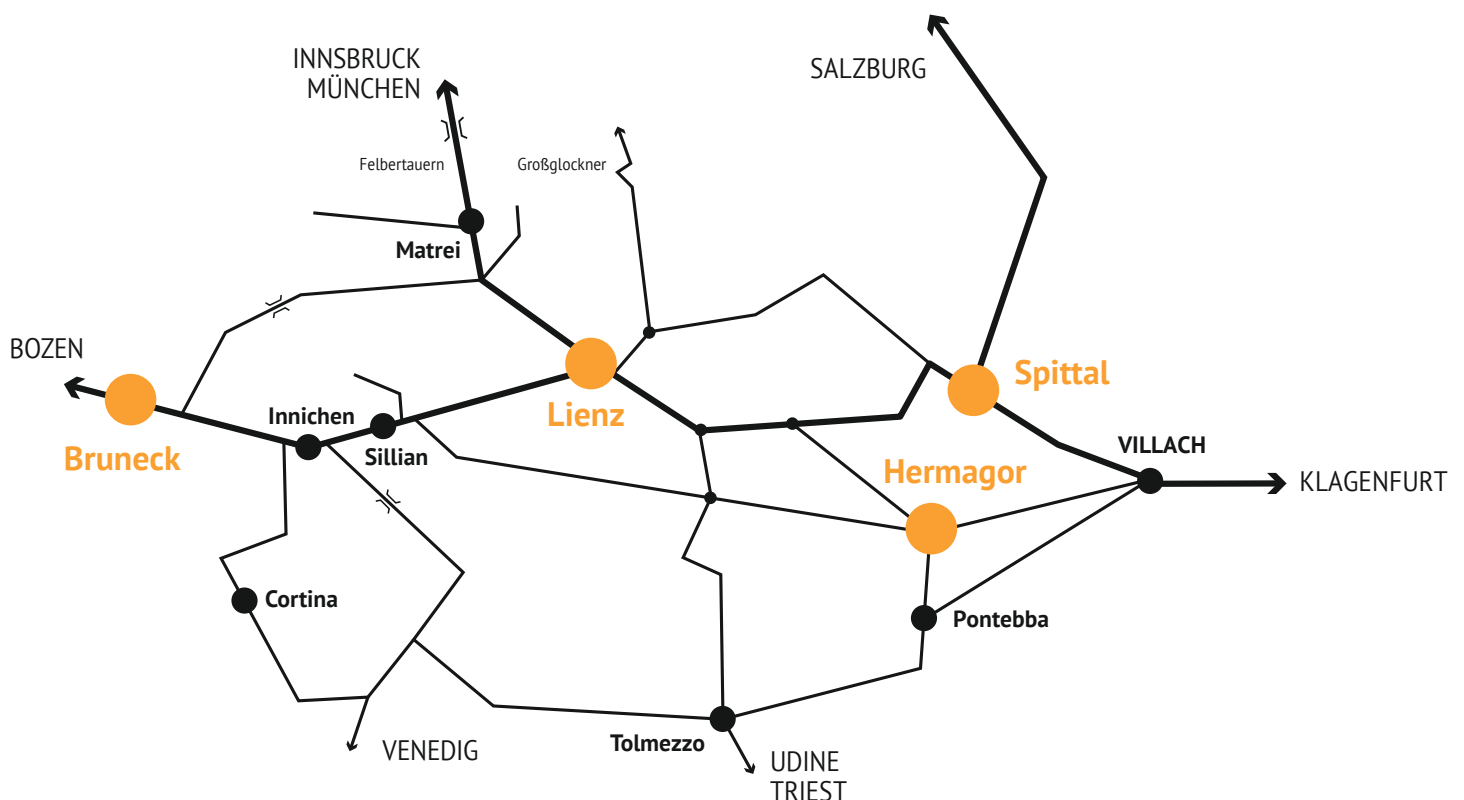 INNSBRUCK
MÜNCHEN
SALZBURG
Felbertauern
Großglockner
Matrei
BOZEN
Spittal
Innichen
Lienz
Bruneck
Sillian
VILLACH
Hermagor
KLAGENFURT
Cortina
Pontebba
Tolmezzo
VENEDIG
UDINE
TRIEST